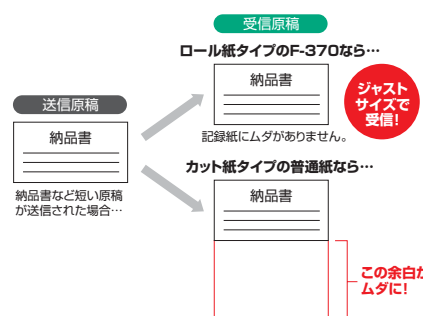 受信原稿
ロール紙タイプのF-370なら…
納品書
ジャスト
サイズで
受信!
記録紙にムダがありません。
送信原稿
納品書
納品書など短い原稿
が送信された場合…
カット紙タイプの普通紙なら…
納品書
この余白が
ムダに!